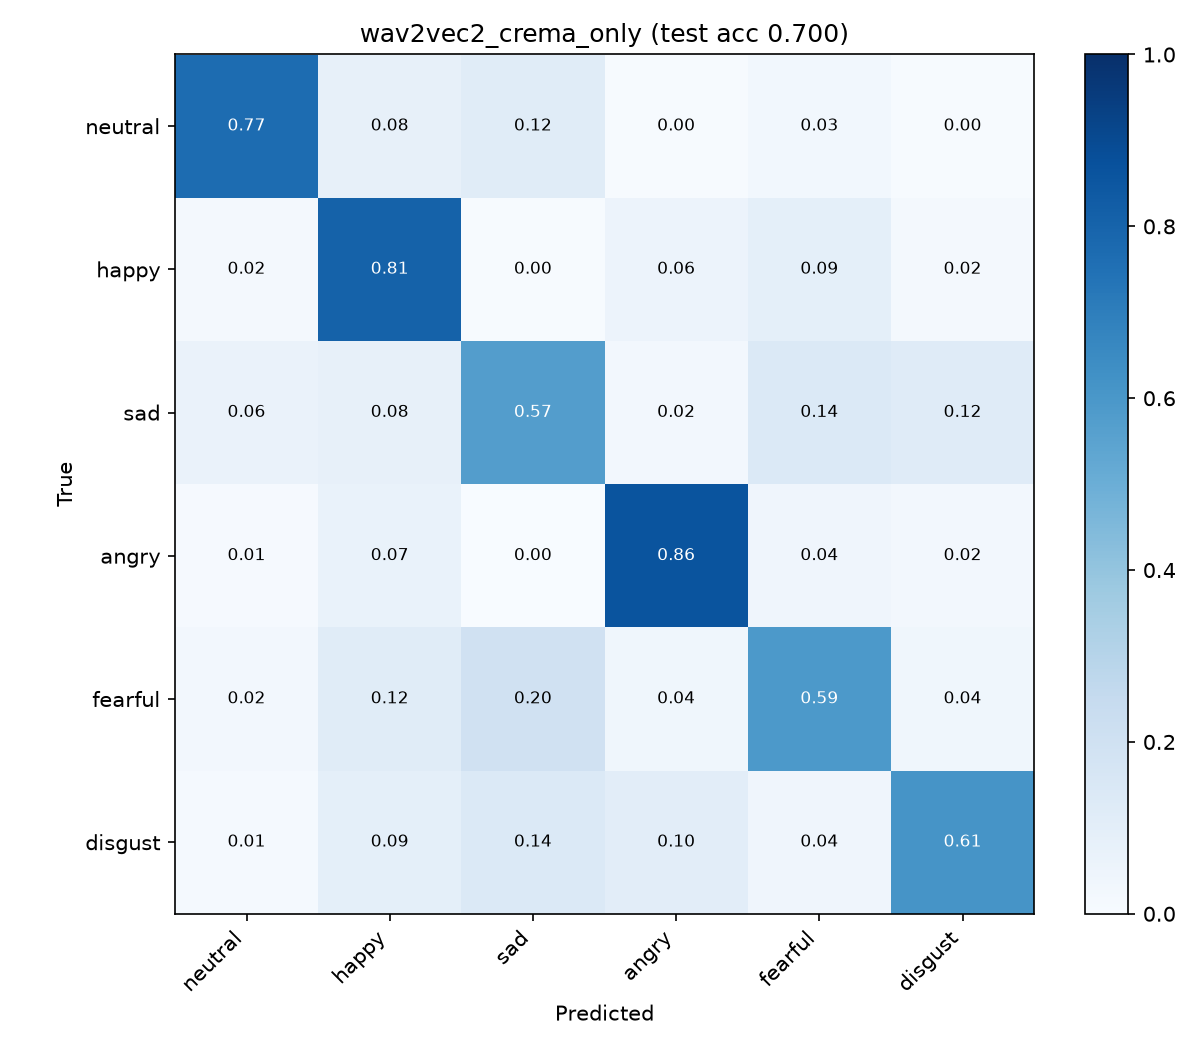 wav2vec2_crema_only (test acc 0.700)
neutral 0.77 0.08 0.12 0.00 0.03 0.00
happy 0.02 0.81 0.00 0.06 0.09 0.02
sad 0.06 0.08 0.57 0.02 0.14 0.12
angry 0.01 0.07 0.00 0.86 0.04 0.02
fearful 0.02 0.12 0.20 0.04 0.59 0.04
disgust 0.01 0.09 0.14 0.10 0.04 0.61
True
neutral happy sad angry fearful disgust
Predicted
1.0
0.8
0.6
0.4
0.2
0.0